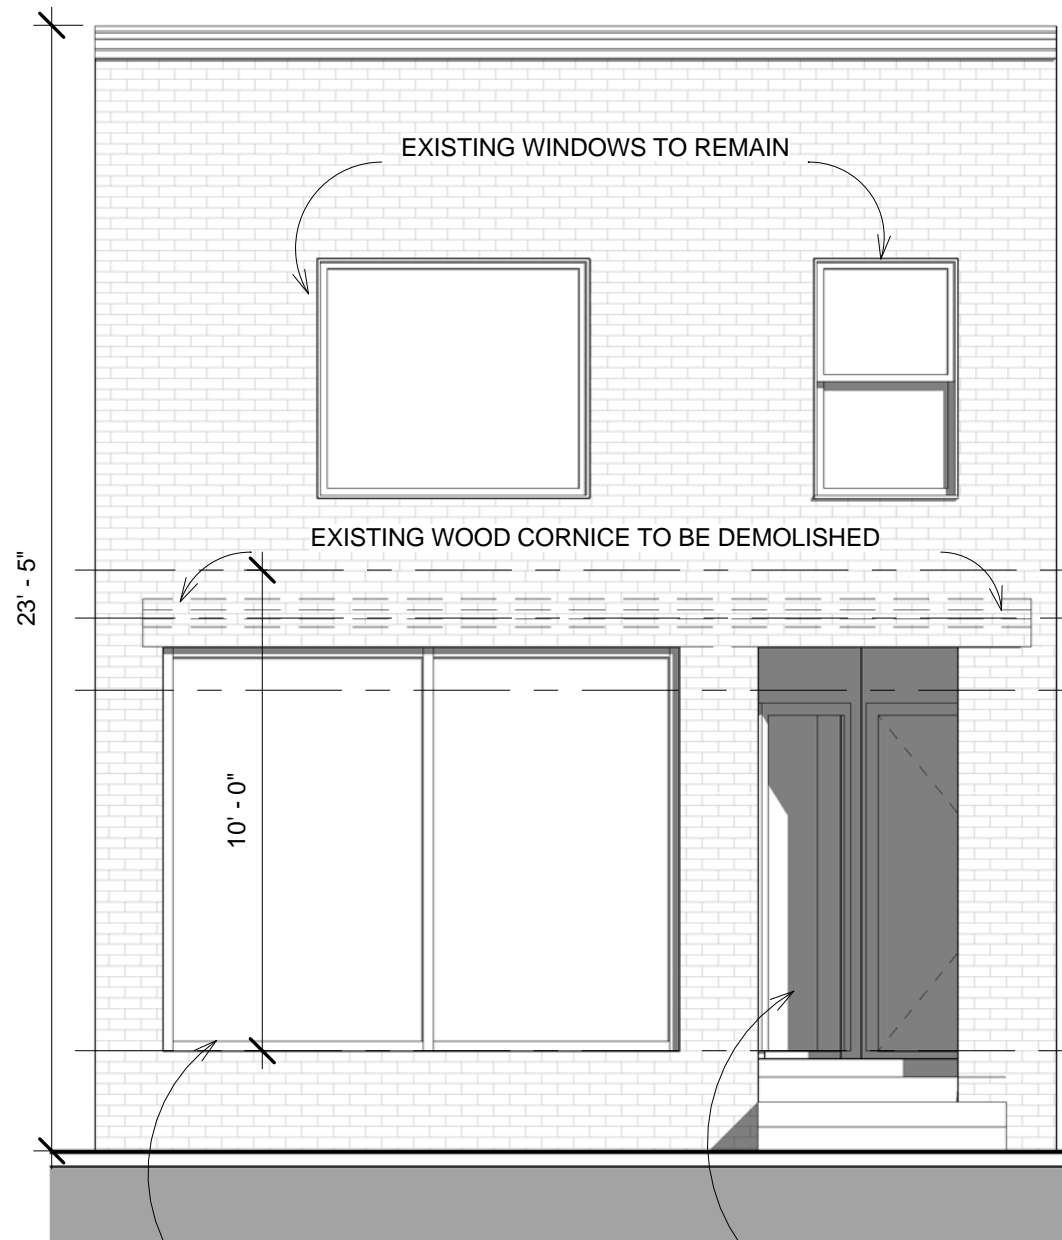 EXISTING WINDOWS TO REMAIN
EXISTING WOOD CORNICE TO BE DEMOLISHED
23' - 5"
10' - 0"